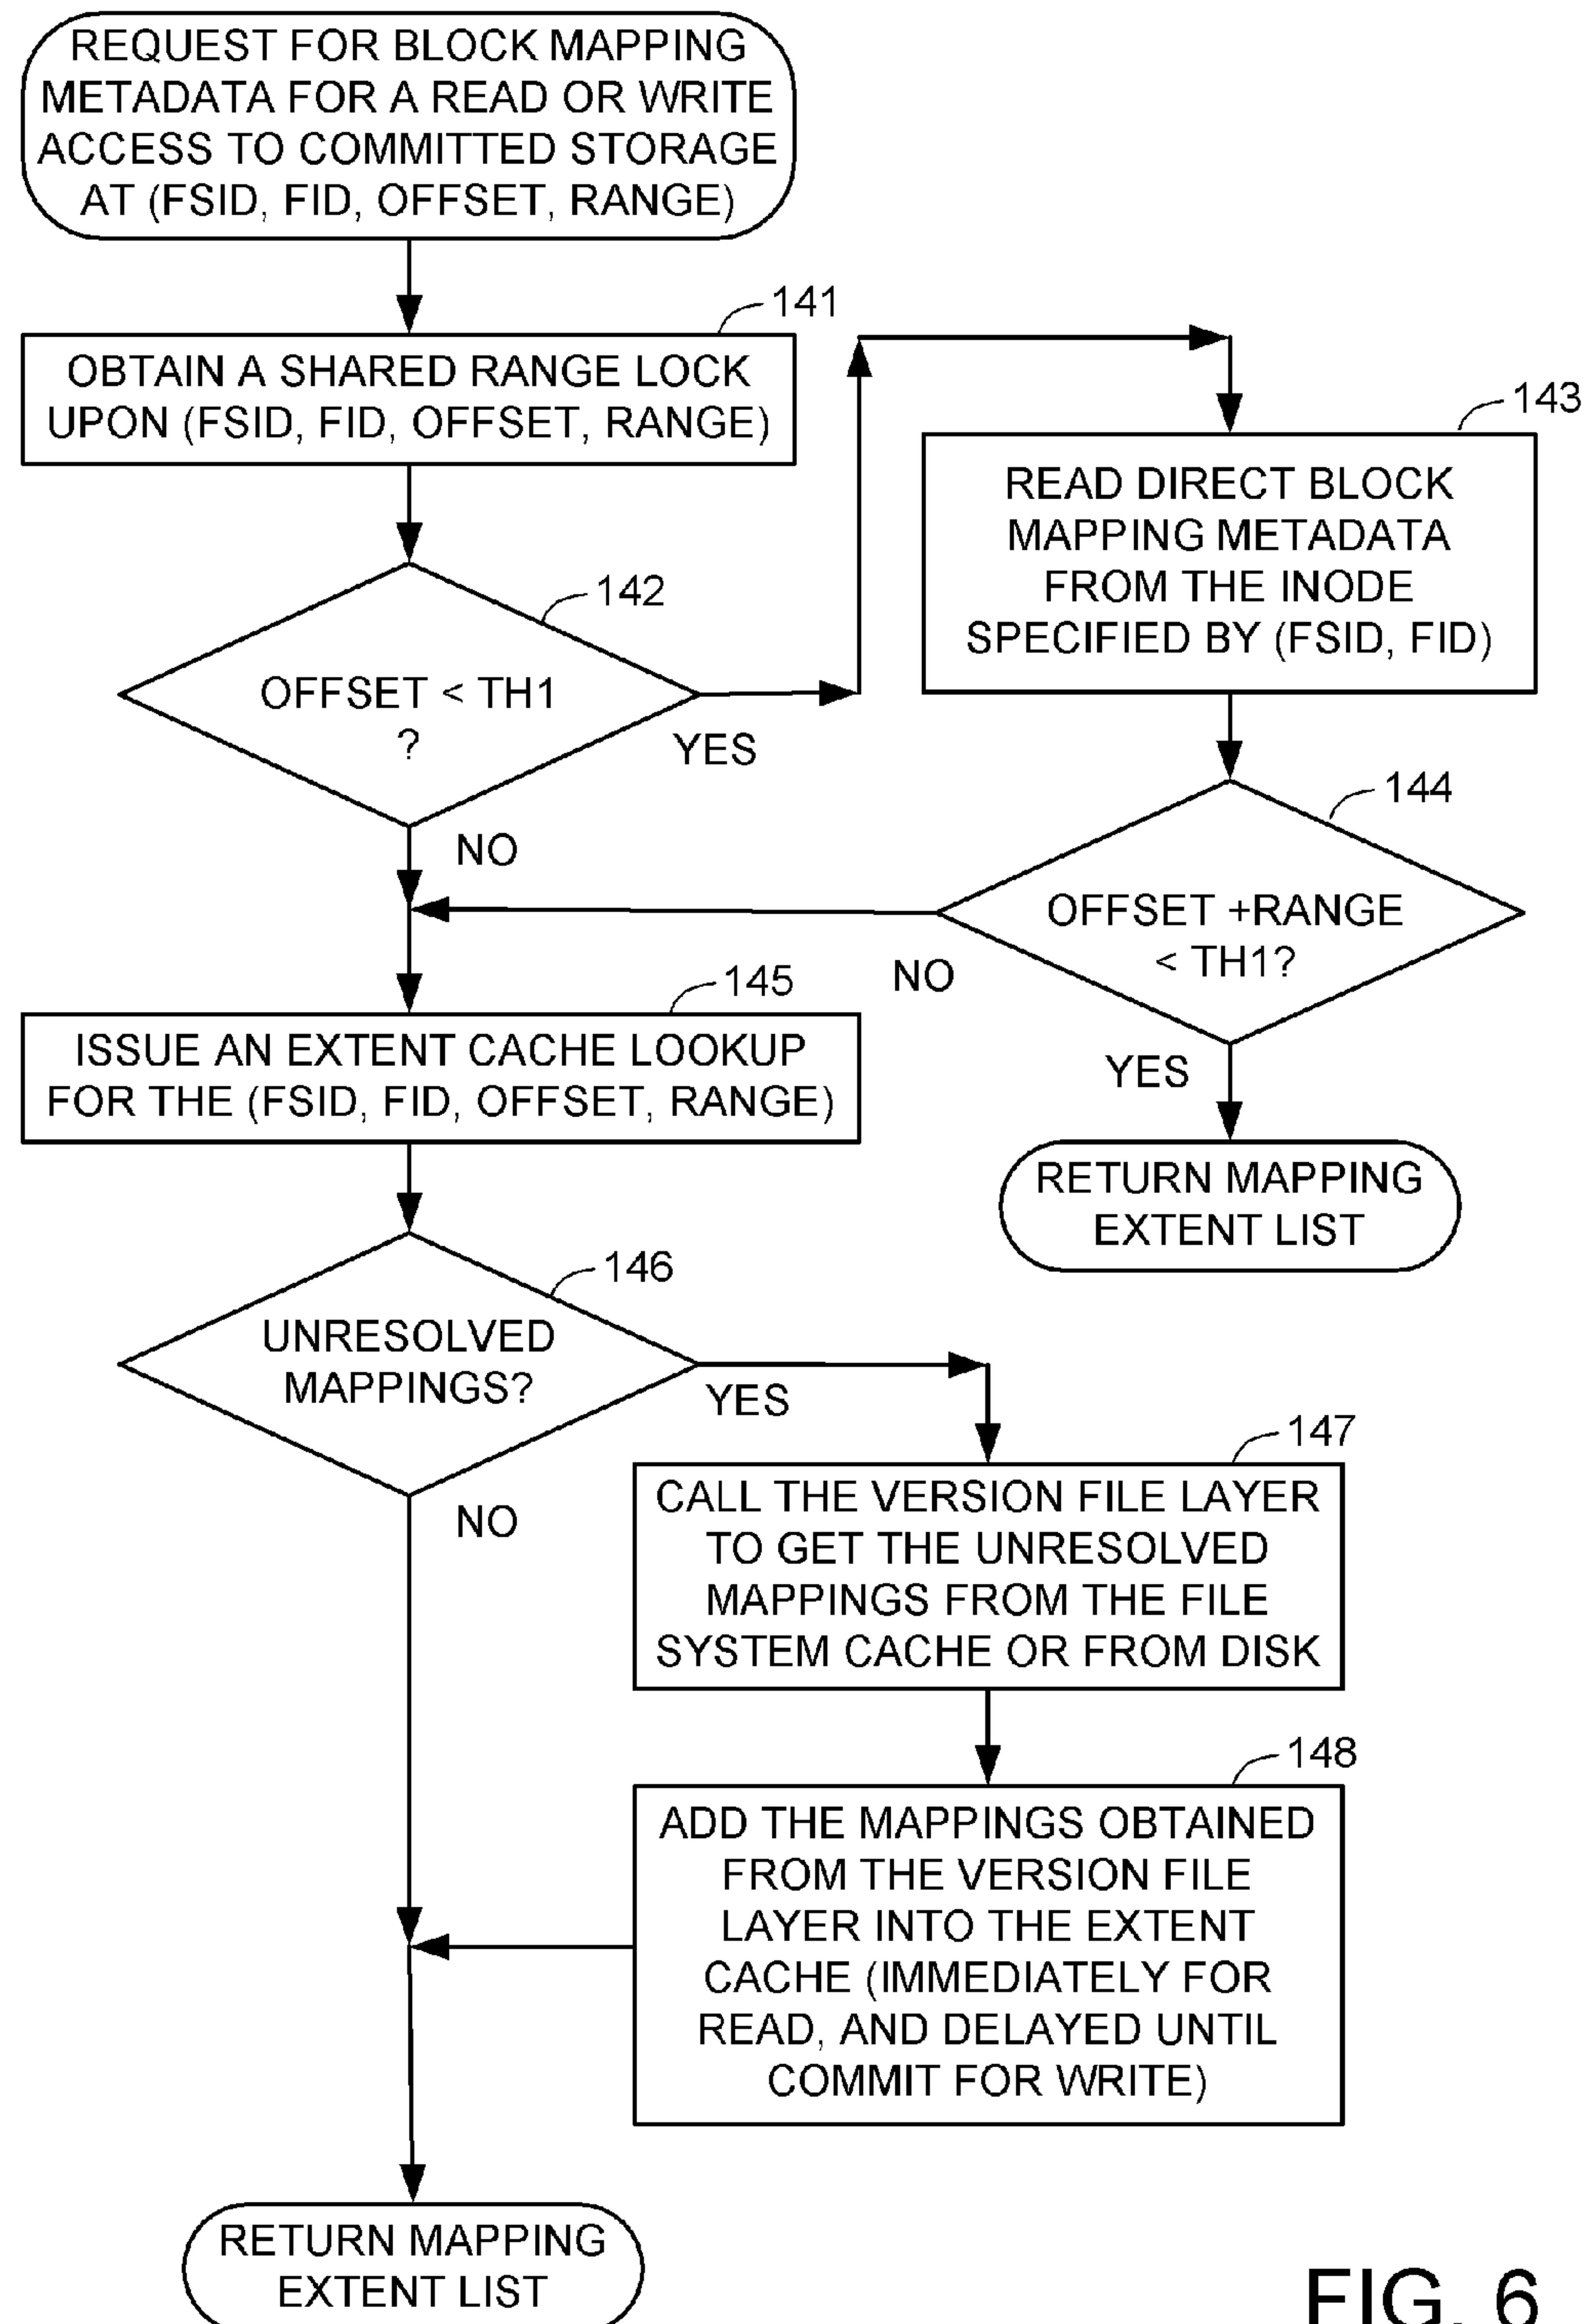 REQUEST FOR BLOCK MAPPING
METADATA FOR A READ OR WRITE
ACCESS TO COMMITTED STORAGE
AT (FSID, FID, OFFSET, RANGE)
141
OBTAIN A SHARED RANGE LOCK
UPON (FSID, FID, OFFSET, RANGE)
142
OFFSET < TH1
?
YES
NO
143
READ DIRECT BLOCK
MAPPING METADATA
FROM THE INODE
SPECIFIED BY (FSID, FID)
144
OFFSET +RANGE
< TH1?
NO
YES
RETURN MAPPING
EXTENT LIST
145
ISSUE AN EXTENT CACHE LOOKUP
FOR THE (FSID, FID, OFFSET, RANGE)
146
UNRESOLVED
MAPPINGS?
YES
NO
147
CALL THE VERSION FILE LAYER
TO GET THE UNRESOLVED
MAPPINGS FROM THE FILE
SYSTEM CACHE OR FROM DISK
148
ADD THE MAPPINGS OBTAINED
FROM THE VERSION FILE
LAYER INTO THE EXTENT
CACHE (IMMEDIATELY FOR
READ, AND DELAYED UNTIL
COMMIT FOR WRITE)
RETURN MAPPING
EXTENT LIST
FIG. 6